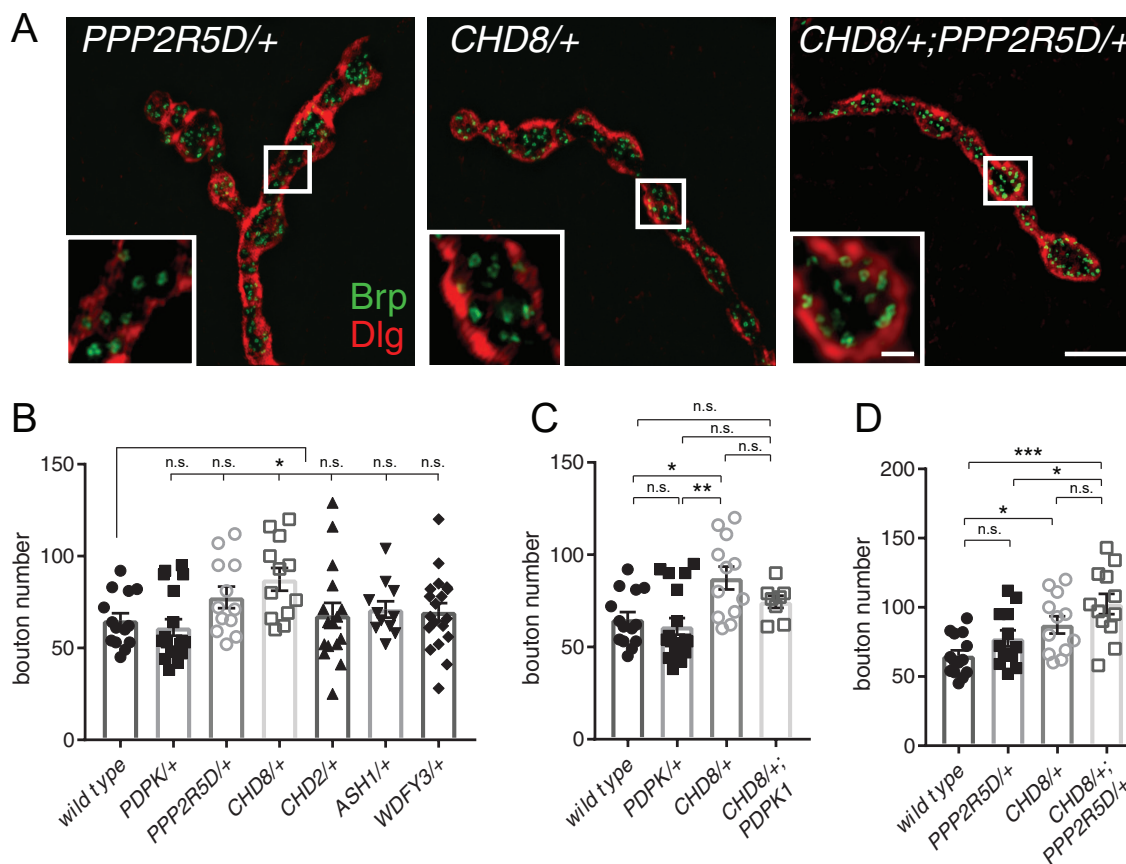 A
PPP2R5D/+
CHD8/+
CHD8/+;PPP2R5D/+
Brp
Dlg
B
n.s. n.s. * n.s. n.s. n.s.
150
100
50
0
bouton number
wild type
PDPK/+
PPP2R5D/+
CHD8/+
CHD2/+
ASH1/+
WDFY3/+
C
n.s.
n.s.
* n.s.
n.s. **
150
100
50
0
bouton number
wild type
PDPK/+
CHD8/+
CHD8/+;
PDPK1
D
***
*
* n.s.
n.s.
200
150
100
50
0
bouton number
wild type
PPP2R5D/+
CHD8/+
CHD8/+;
PPP2R5D/+